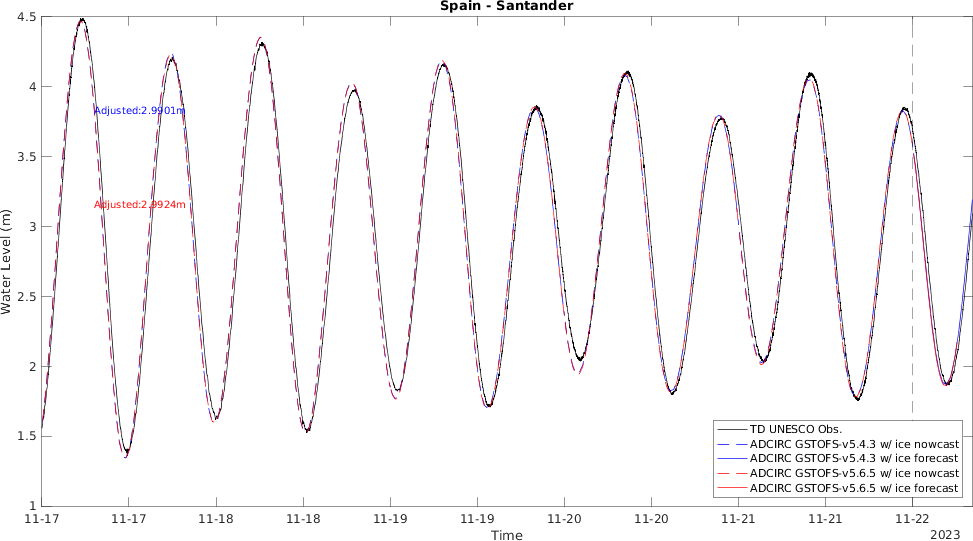 Spain - Santander
4.5
4
3.5
3
2.5
2
1.5
1
Water Level (m)
Adjusted:2.9901m
Adjusted:2.9924m
TD UNESCO Obs.
ADCIRC GSTOFS-v5.4.3 w/ ice nowcast
ADCIRC GSTOFS-v5.4.3 w/ ice forecast
ADCIRC GSTOFS-v5.6.5 w/ ice nowcast
ADCIRC GSTOFS-v5.6.5 w/ ice forecast
11-17 11-17 11-18 11-18 11-19 11-19 11-20 11-20 11-21 11-21 11-22
Time
2023